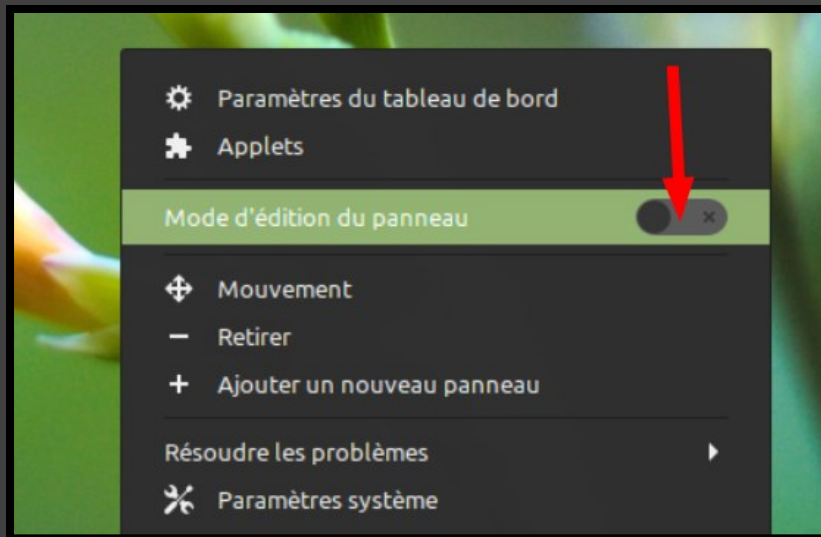 Paramètres du tableau de bord
Applets
Mode d'édition du panneau
Mouvement
Retirer
Ajouter un nouveau panneau
Résoudre les problèmes
Paramètres système